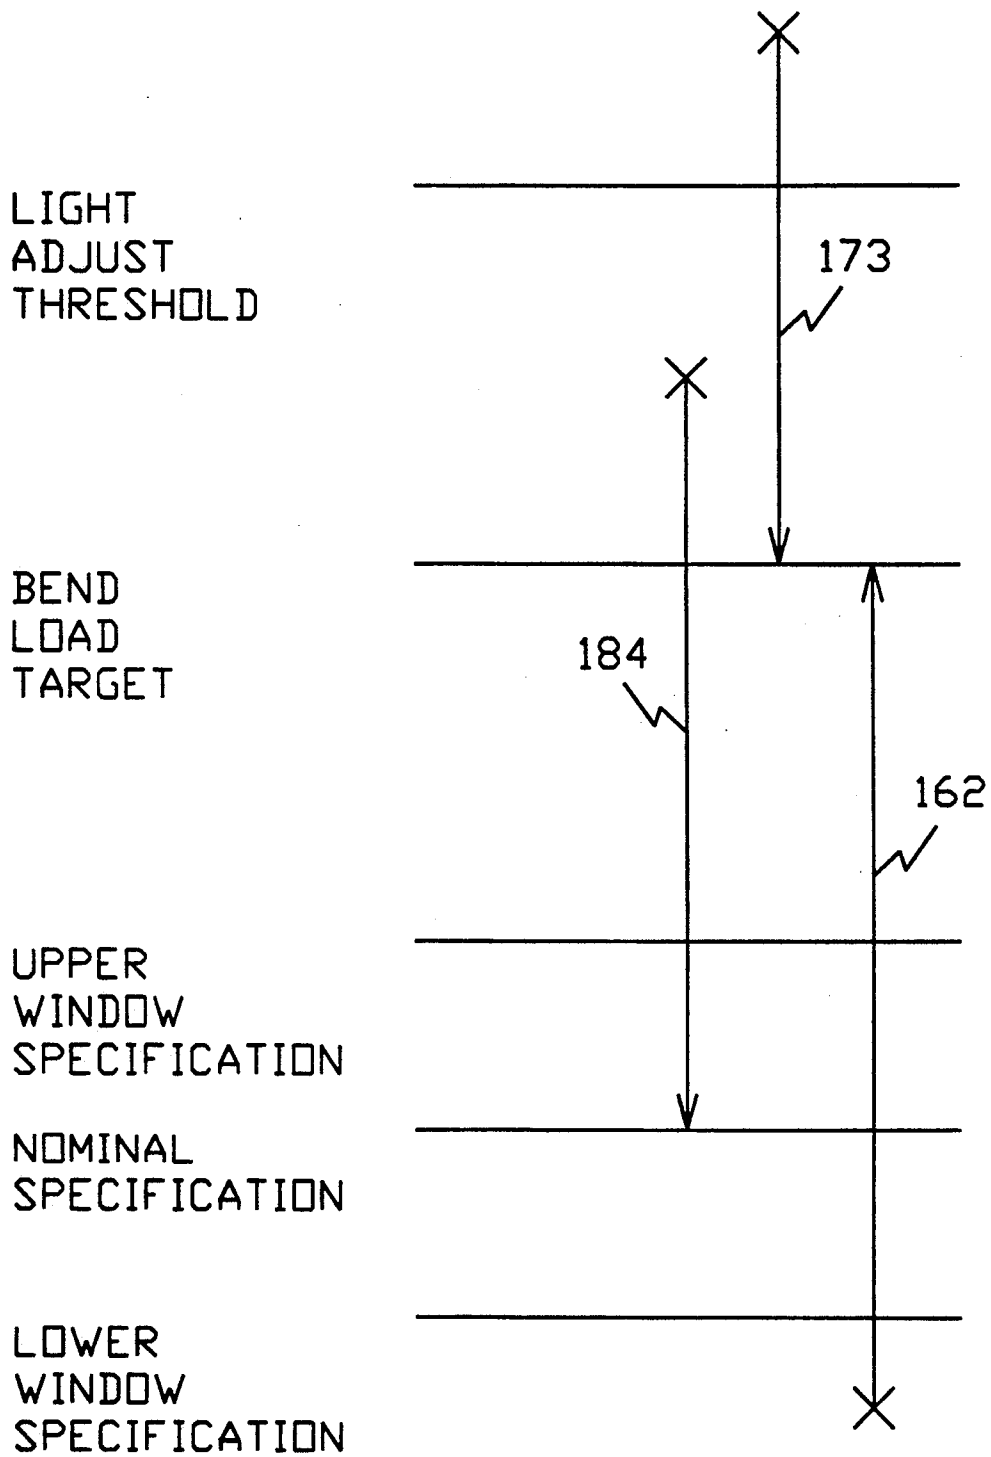 LIGHT
ADJUST
THRESHOLD
173
BEND
LOAD
TARGET
184
162
UPPER
WINDOW
SPECIFICATION
NOMINAL
SPECIFICATION
LOWER
WINDOW
SPECIFICATION